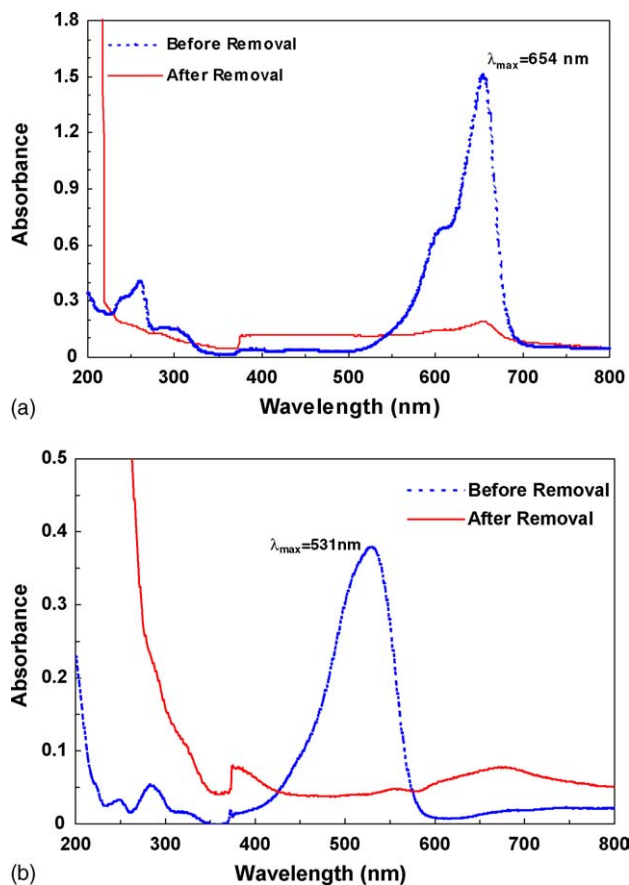 1.8
Before Removal
λmax=654 nm
After Removal
1.5
1.2
0.9
0.6
0.3
0
Absorbance
200 300 400 500 600 700 800
(a)
Wavelength (nm)
0.5
Before Removal
After Removal
λmax=531nm
0.4
0.3
0.2
0.1
0
Absorbance
200 300 400 500 600 700 800
(b)
Wavelength (nm)